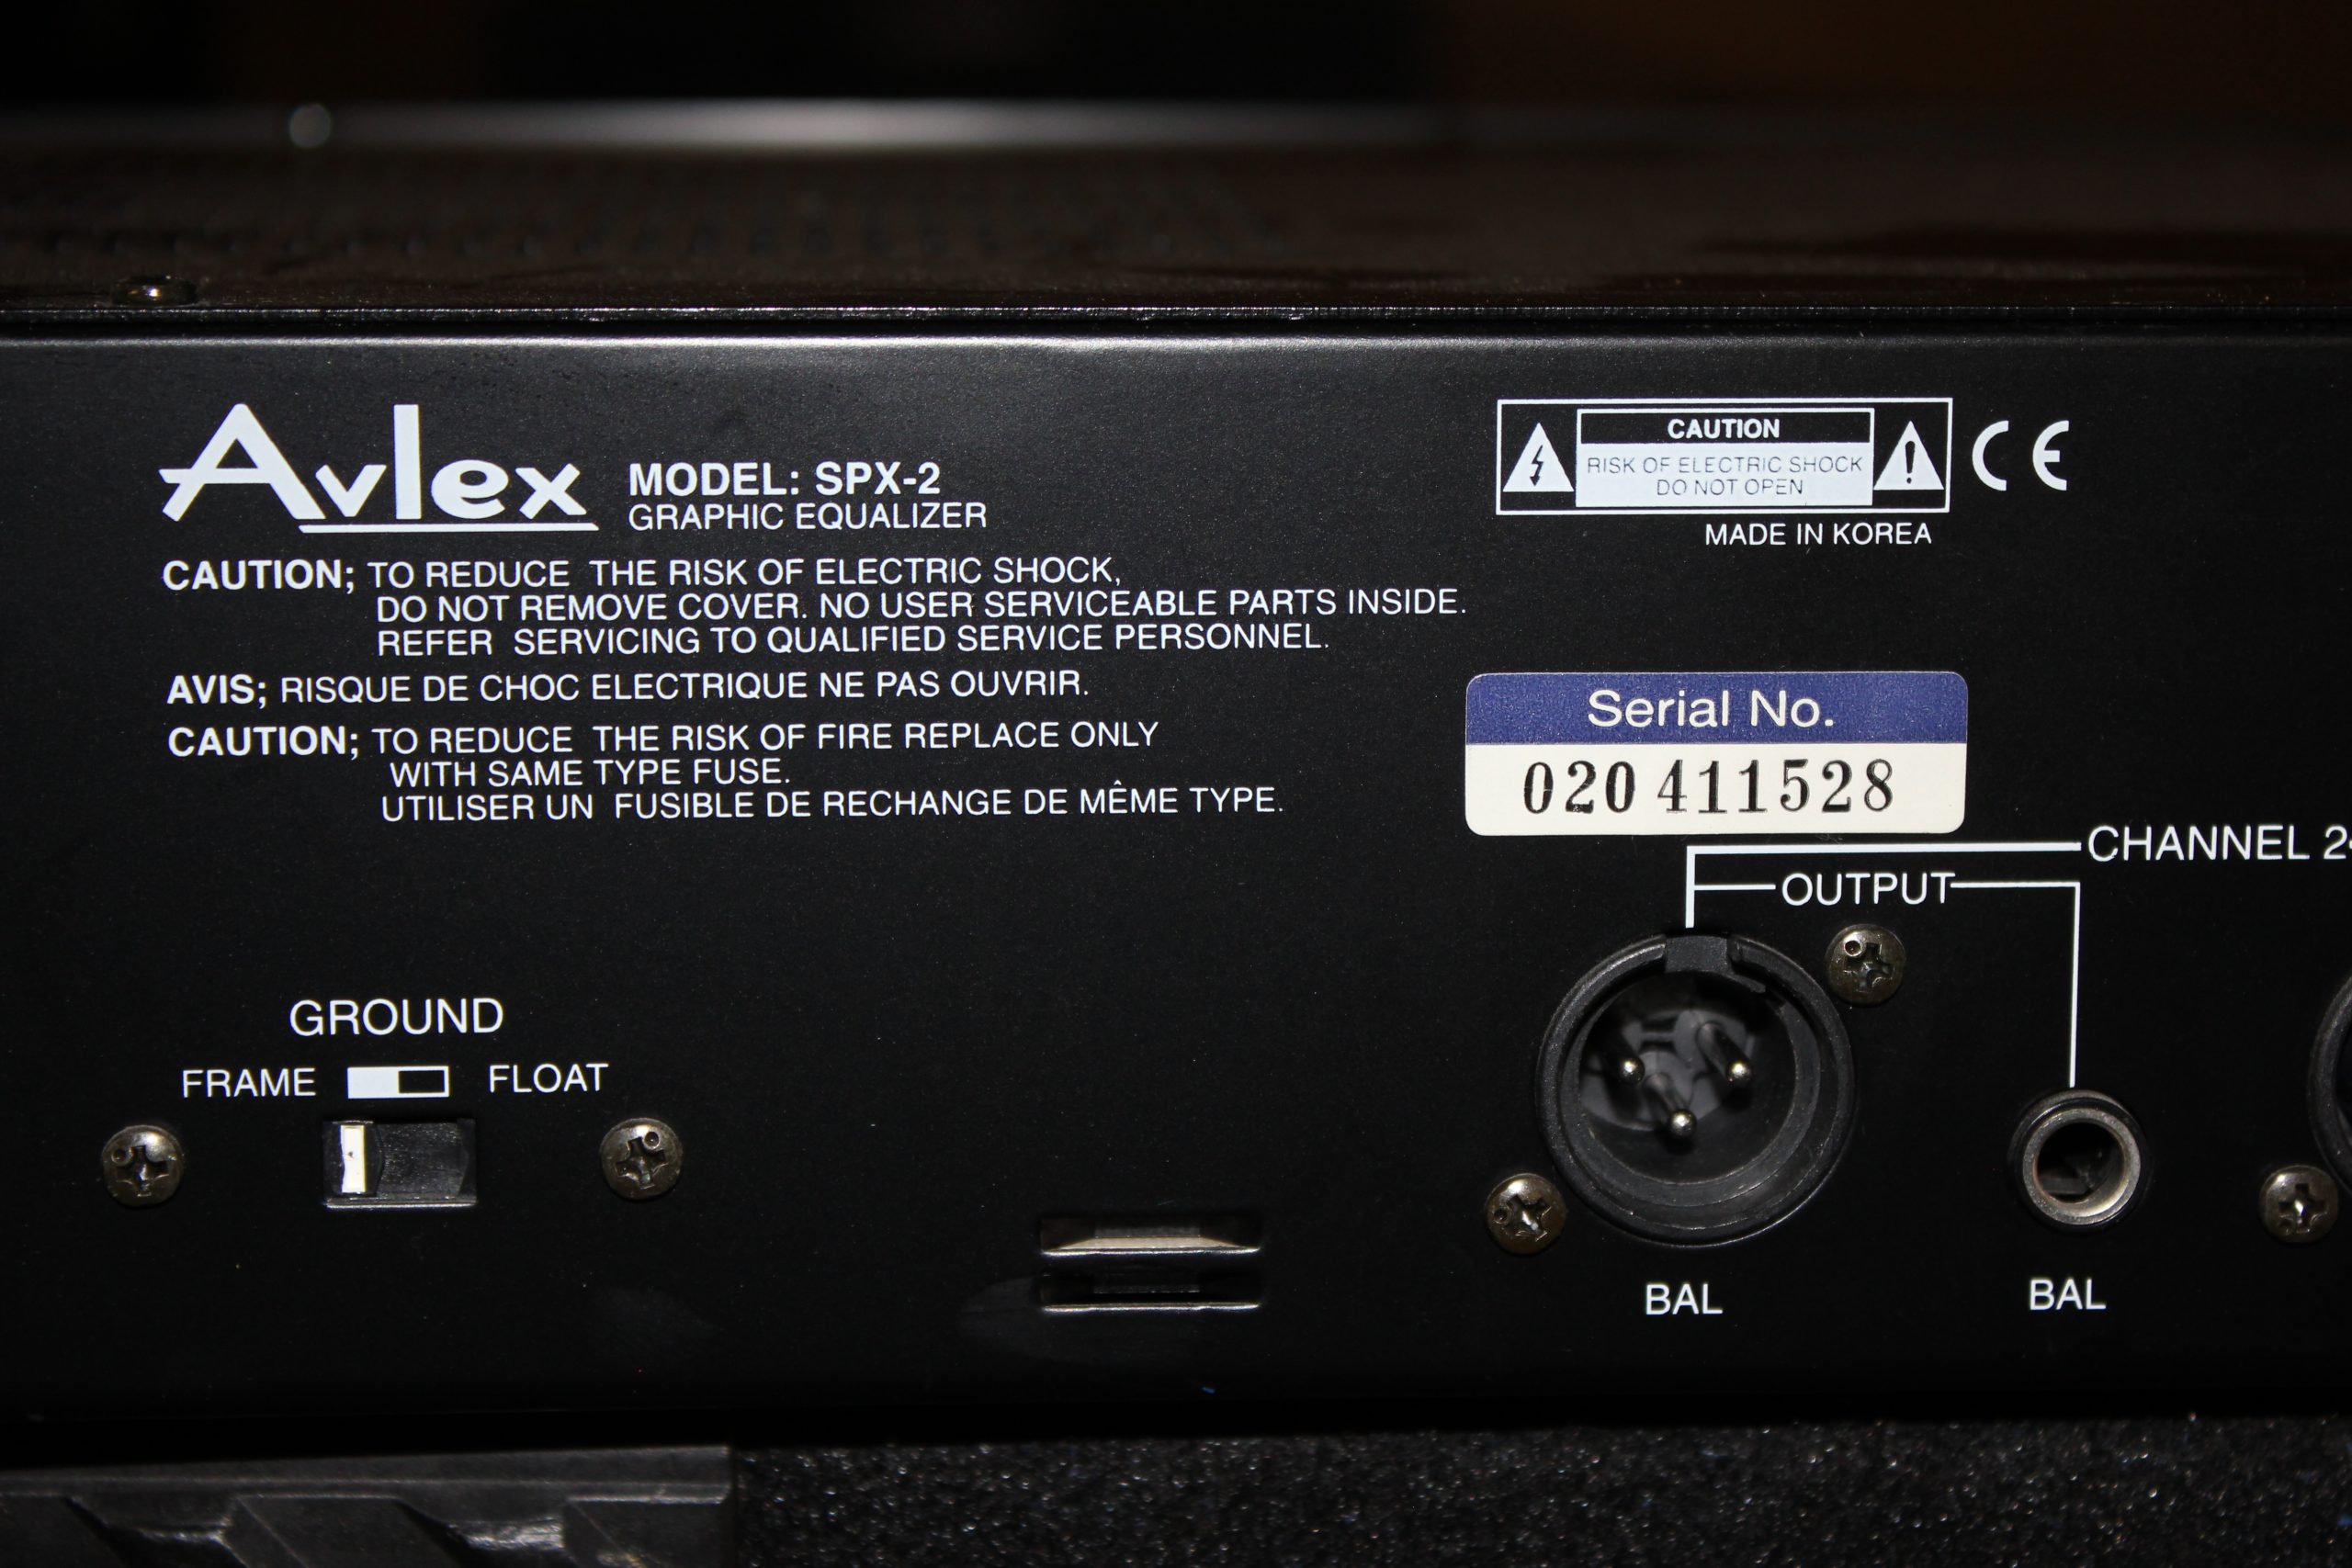 Avlex
MODEL: SPX-2
GRAPHIC EQUALIZER
CAUTION; TO REDUCE THE RISK OF ELECTRIC SHOCK,
DO NOT REMOVE COVER. NO USER SERVICEABLE PARTS INSIDE.
REFER SERVICING TO QUALIFIED SERVICE PERSONNEL.
AVIS; RISQUE DE CHOC ELECTRIQUE NE PAS OUVRIR.
CAUTION; TO REDUCE THE RISK OF FIRE REPLACE ONLY
WITH SAME TYPE FUSE.
UTILISER UN FUSIBLE DE RECHANGE DE MÊME TYPE.
CAUTION
RISK OF ELECTRIC SHOCK
DO NOT OPEN
CE
MADE IN KOREA
Serial No.
020 411528
CHANNEL 2
OUTPUT
GROUND
FRAME FLOAT
BAL BAL